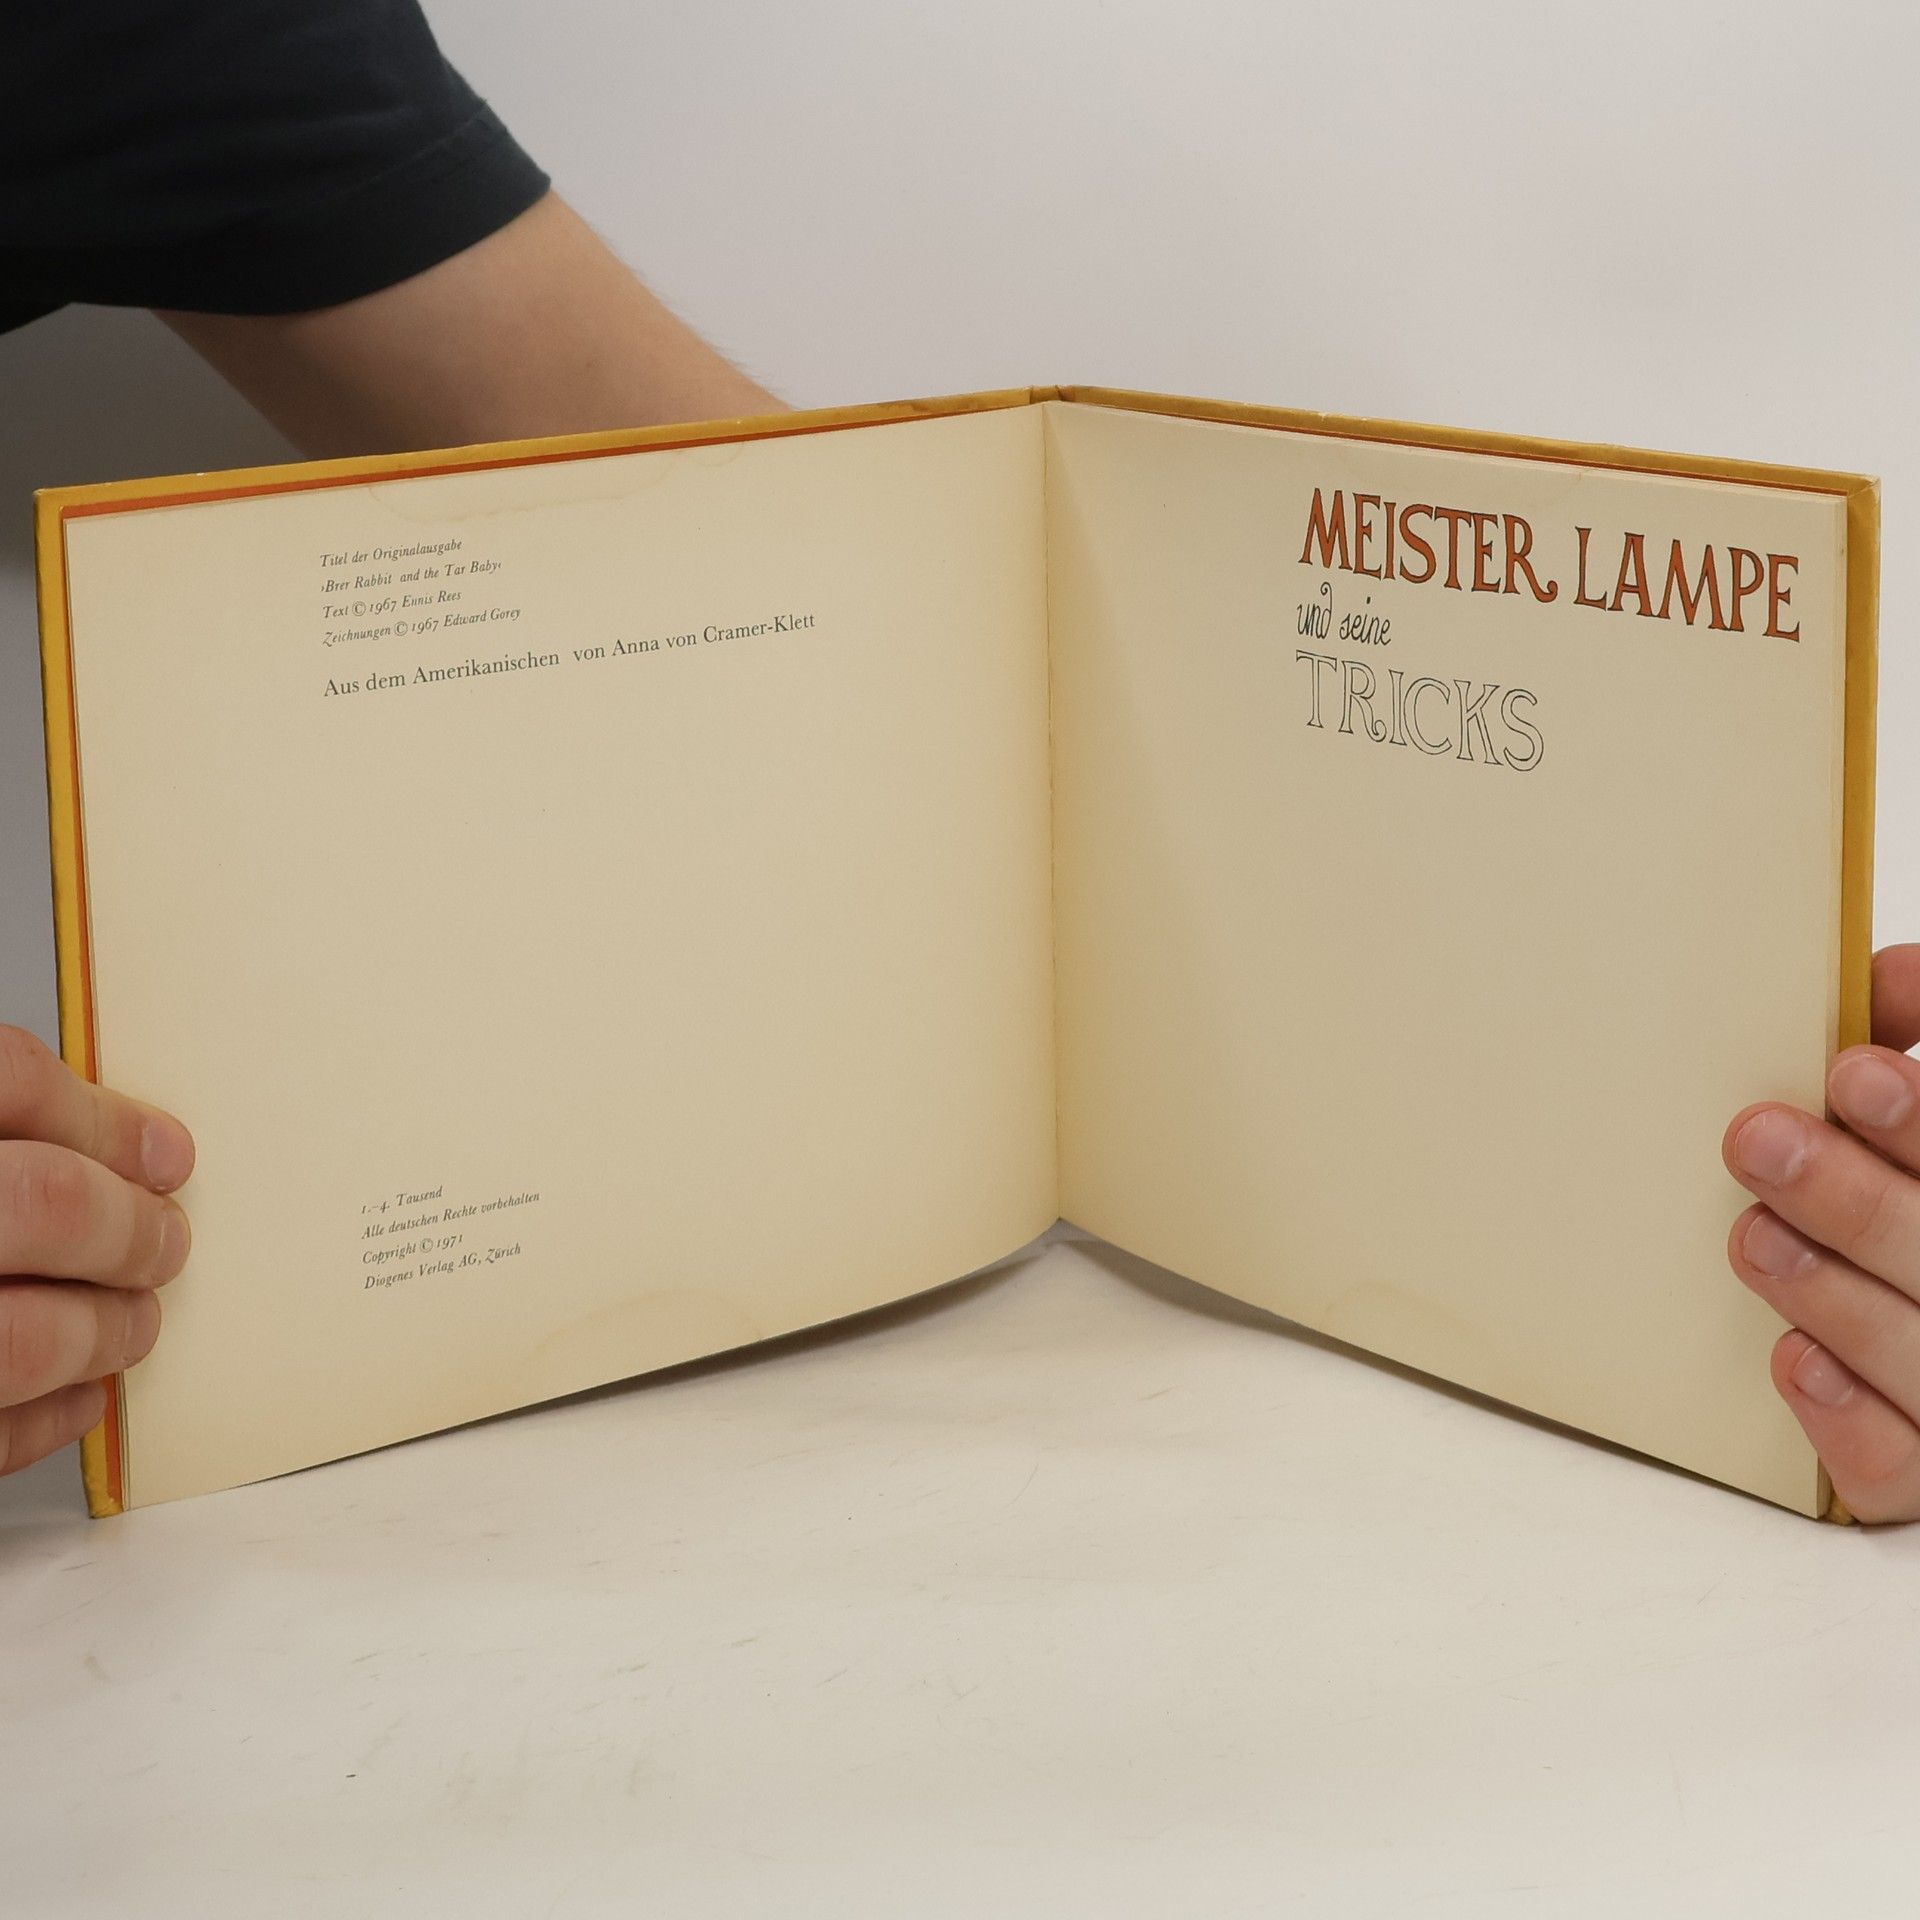 Titel der Originalausgabe
›Brer Rabbit and the Tar Baby‹
Text © 1967 Ennis Rees
Zeichnungen © 1967 Edward Gorey
Aus dem Amerikanischen von Anna von Cramer-Klett
1.–4. Tausend
Alle deutschen Rechte vorbehalten
Copyright © 1971
Diogenes Verlag AG, Zürich
MEISTER LAMPE
und seine
TRICKS